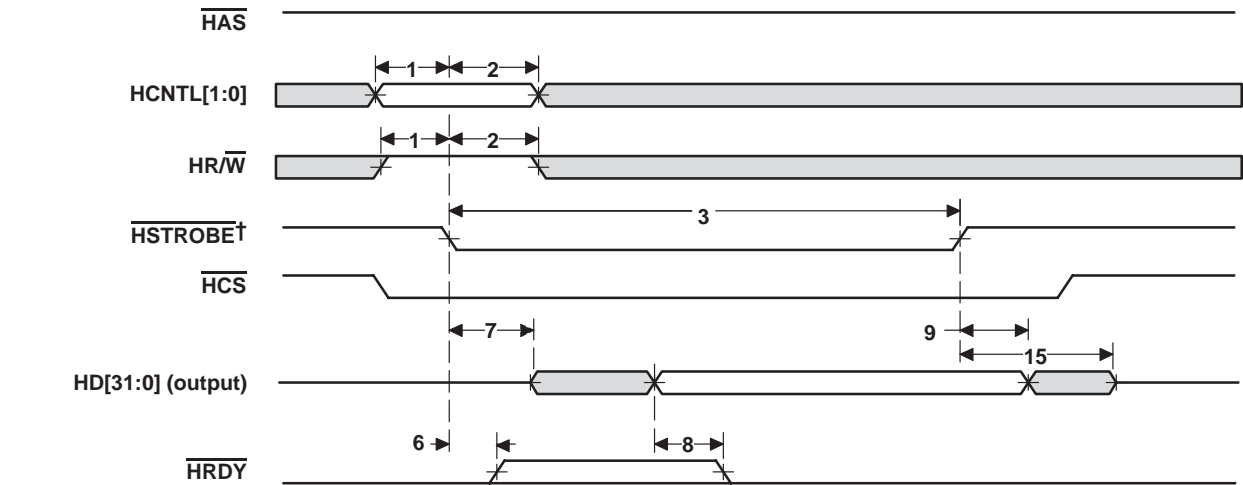 HAS
1 2
HCNTL[1:0]
1 2
HR/W
3
HSTROBE†
HCS
7 9
15
HD[31:0] (output)
6 8
HRDY